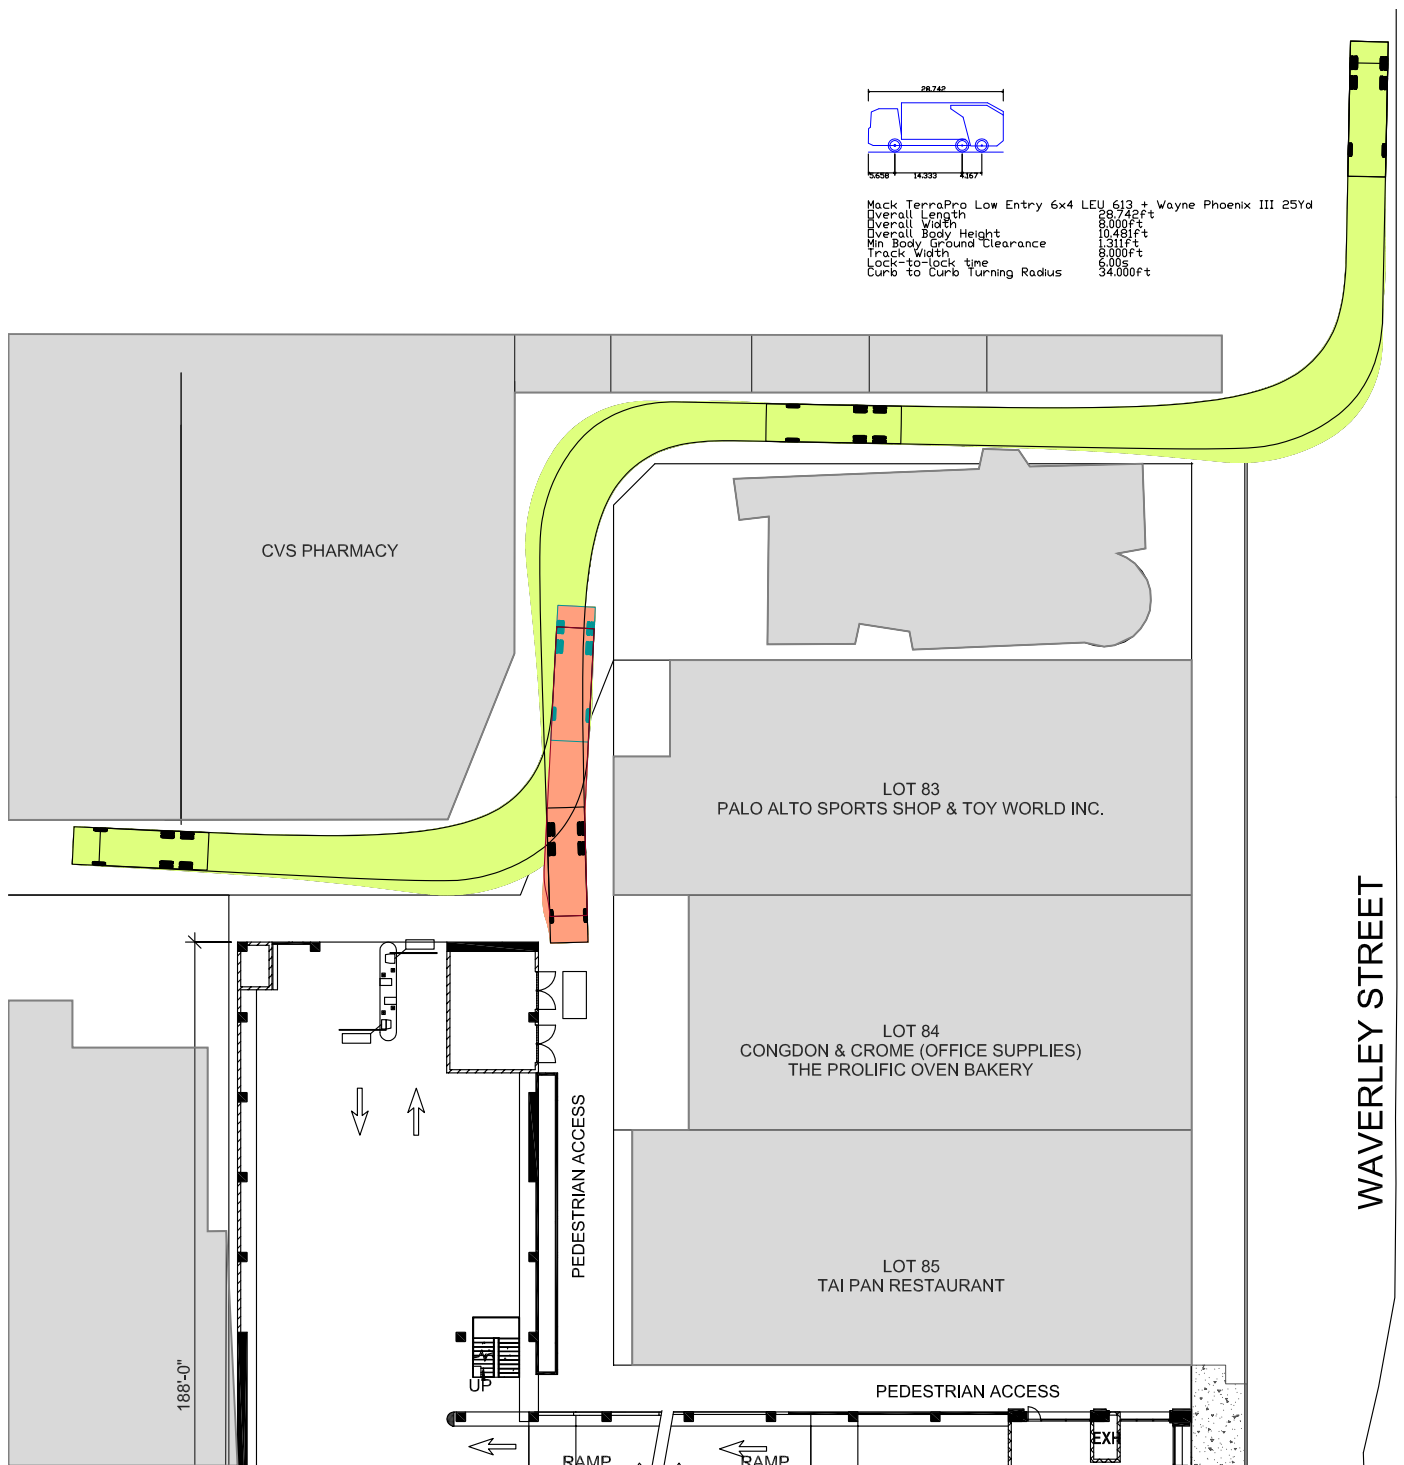 28.742
5.658
14.333
4.167
Mack TerraPro Low Entry 6x4 LEU 613 + Wayne Phoenix III 25Yd
Overall Length 28.742ft
Overall Width 8.000ft
Overall Body Height 10.481ft
Min Body Ground Clearance 1.311ft
Track Width 8.000ft
Lock-to-lock time 6.00s
Curb to Curb Turning Radius 34.000ft
CVS PHARMACY
LOT 83
PALO ALTO SPORTS SHOP & TOY WORLD INC.
WAVERLEY STREET
LOT 84
CONGDON & CROME (OFFICE SUPPLIES)
THE PROLIFIC OVEN BAKERY
PEDESTRIAN ACCESS
LOT 85
TAI PAN RESTAURANT
188'-0"
UP
PEDESTRIAN ACCESS
EXH
RAMP
RAMP